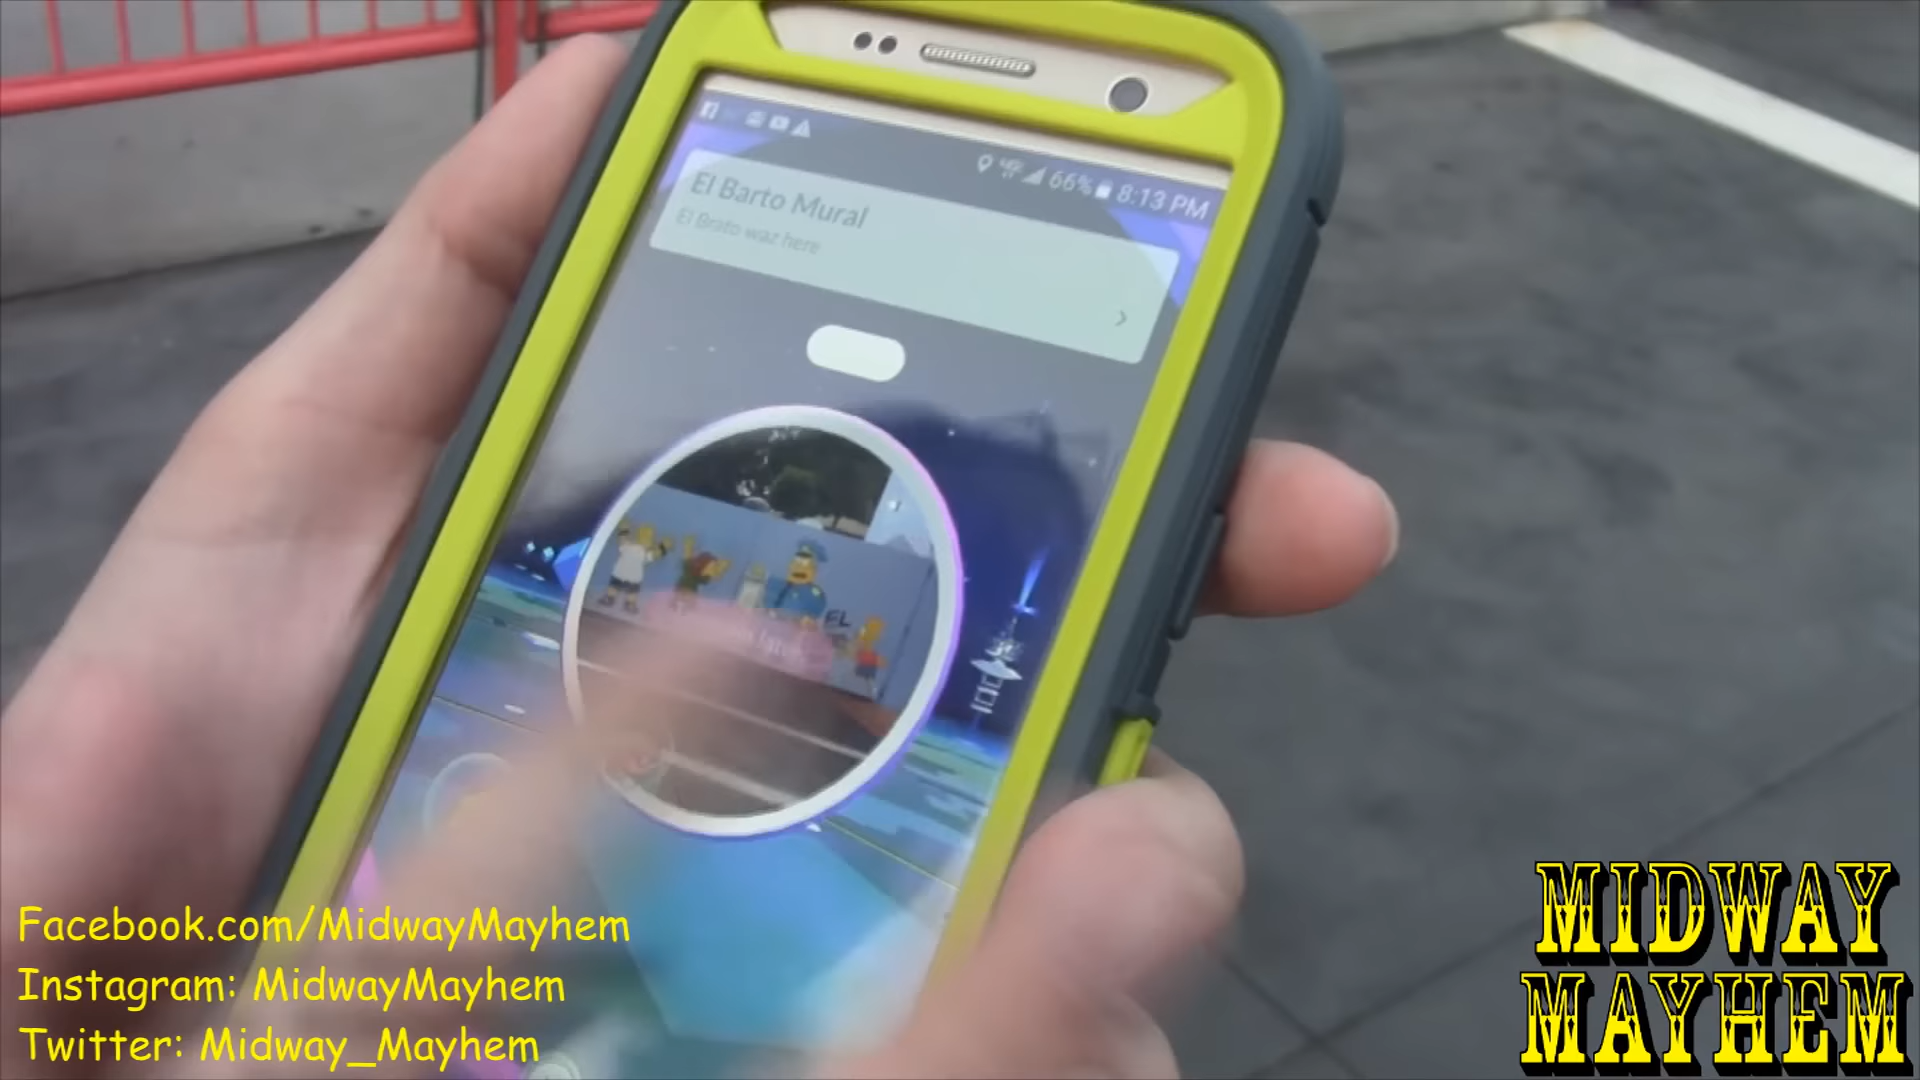 66% 8:13 PM
El Barto Mural
El Brato waz here
EL
Facebook.com/MidwayMayhem
Instagram: MidwayMayhem
Twitter: Midway_Mayhem
MIDWAY
MAYHEM